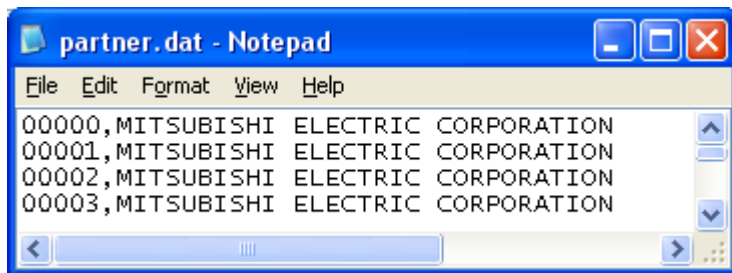 partner.dat - Notepad
File Edit Format View Help
00000,MITSUBISHI ELECTRIC CORPORATION
00001,MITSUBISHI ELECTRIC CORPORATION
00002,MITSUBISHI ELECTRIC CORPORATION
00003,MITSUBISHI ELECTRIC CORPORATION